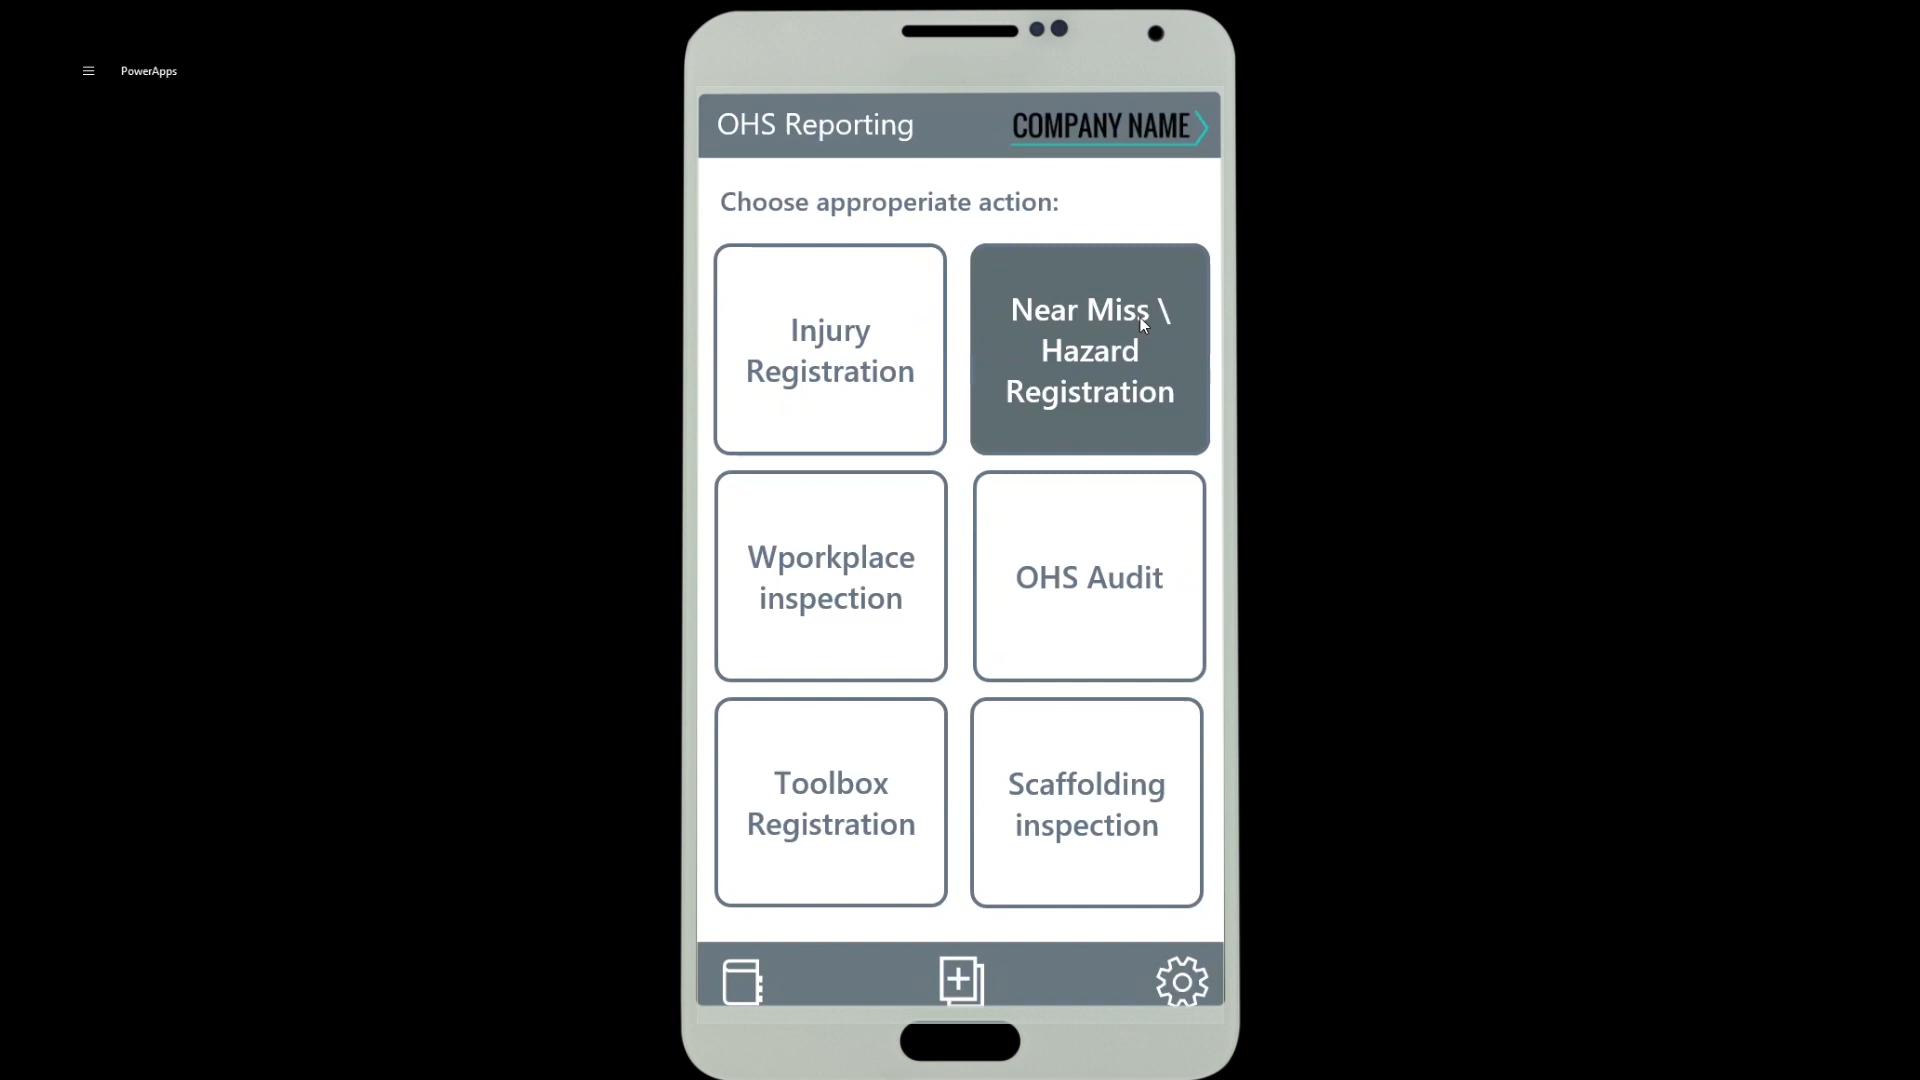 PowerApps
OHS Reporting
COMPANY NAME
Choose approperiate action:
Injury
Registration
Near Miss \
Hazard
Registration
Wporkplace
inspection
OHS Audit
Toolbox
Registration
Scaffolding
inspection